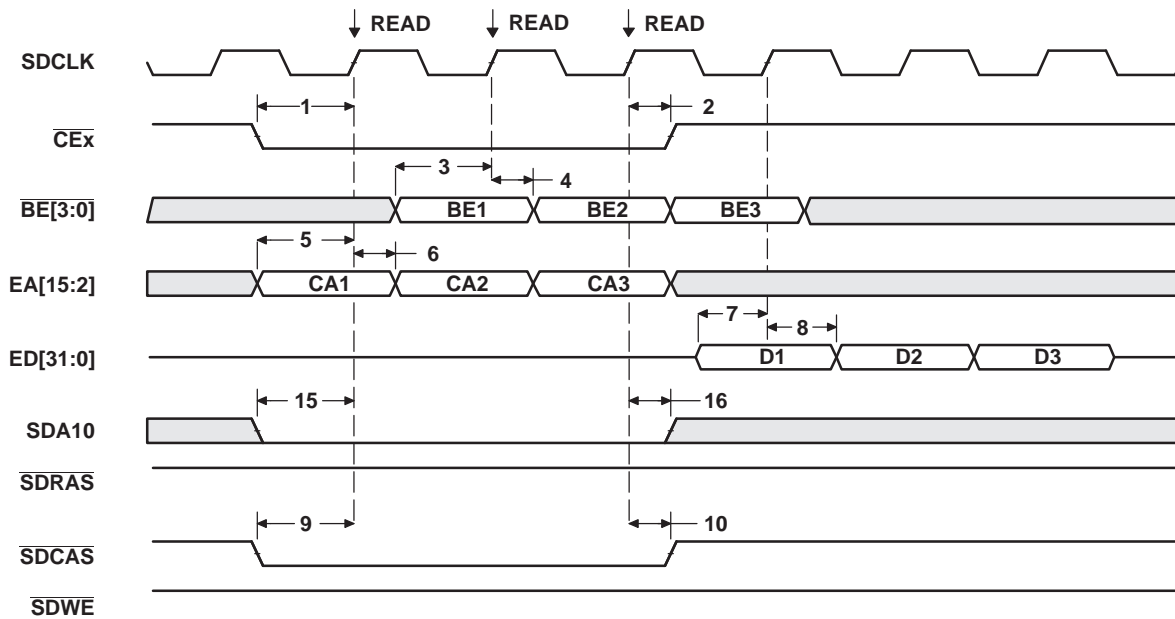 READ READ READ
SDCLK
1 2
CEx
3 4
BE[3:0] BE1 BE2 BE3
5 6
EA[15:2] CA1 CA2 CA3
7 8
ED[31:0] D1 D2 D3
15 16
SDA10
SDRAS
9 10
SDCAS
SDWE